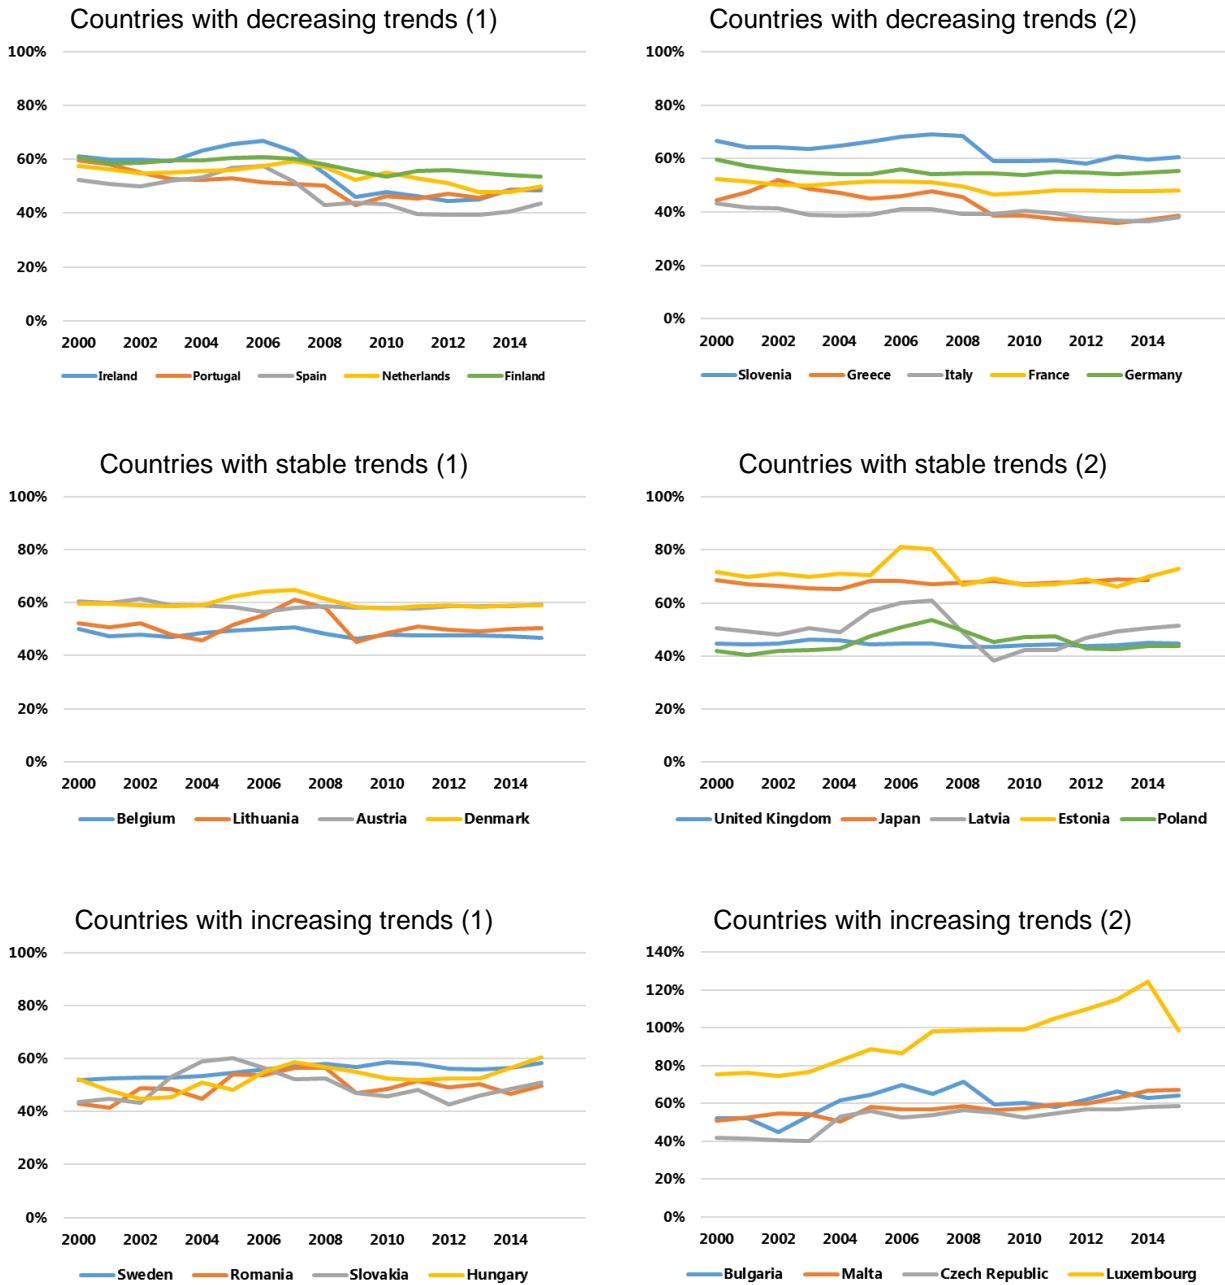 Countries with decreasing trends (1)
100%
80%
60%
40%
20%
0%
2000 2002 2004 2006 2008 2010 2012 2014
Ireland Portugal Spain Netherlands Finland
Countries with decreasing trends (2)
100%
80%
60%
40%
20%
0%
2000 2002 2004 2006 2008 2010 2012 2014
Slovenia Greece Italy France Germany
Countries with stable trends (1)
100%
80%
60%
40%
20%
0%
2000 2002 2004 2006 2008 2010 2012 2014
Belgium Lithuania Austria Denmark
Countries with stable trends (2)
100%
80%
60%
40%
20%
0%
2000 2002 2004 2006 2008 2010 2012 2014
United Kingdom Japan Latvia Estonia Poland
Countries with increasing trends (1)
100%
80%
60%
40%
20%
0%
2000 2002 2004 2006 2008 2010 2012 2014
Sweden Romania Slovakia Hungary
Countries with increasing trends (2)
140%
120%
100%
80%
60%
40%
20%
0%
2000 2002 2004 2006 2008 2010 2012 2014
Bulgaria Malta Czech Republic Luxembourg